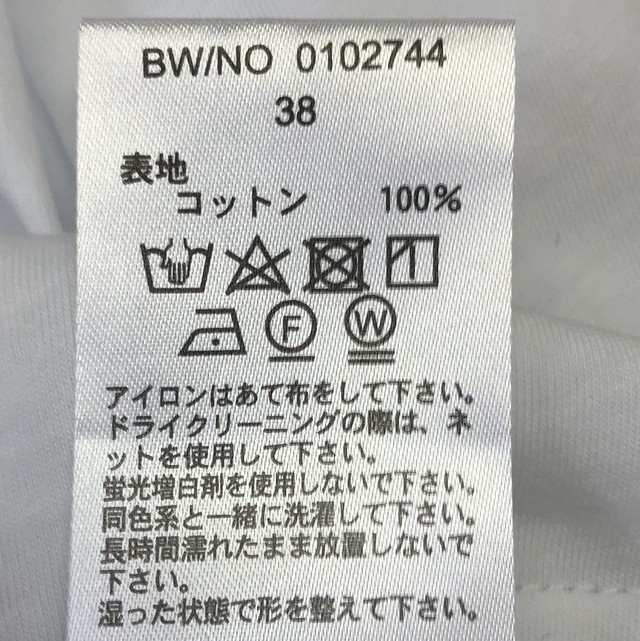 BW/NO 0102744
38
表地
コットン 100%
F W
アイロンはあて布をして下さい。
ドライクリーニングの際は、ネ
ットを使用して下さい。
蛍光増白剤を使用しないで下さい。
同色系と一緒に洗濯して下さい。
長時間濡れたまま放置しないで
下さい。
湿った状態で形を整えて下さい。